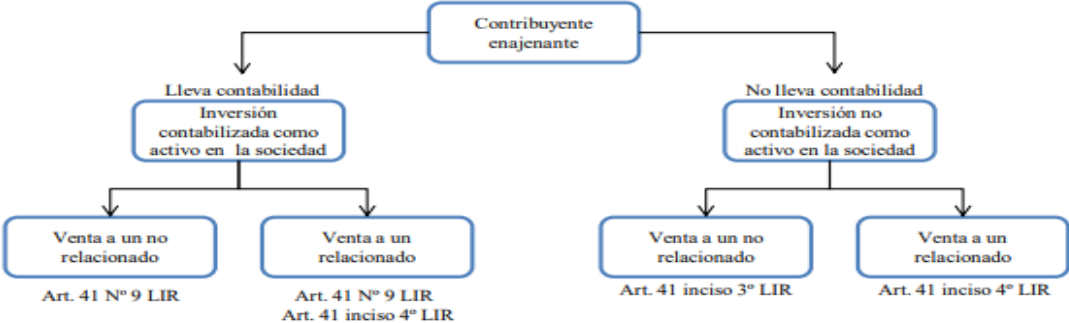 Contribuyente
enajenante
Lleva contabilidad
Inversión
contabilizada como
activo en la sociedad
No lleva contabilidad
Inversión no
contabilizada como
activo en la sociedad
Venta a un no
relacionado
Art. 41 Nº 9 LIR
Venta a un
relacionado
Art. 41 Nº 9 LIR
Art. 41 inciso 4º LIR
Venta a un no
relacionado
Art. 41 inciso 3º LIR
Venta a un
relacionado
Art. 41 inciso 4º LIR